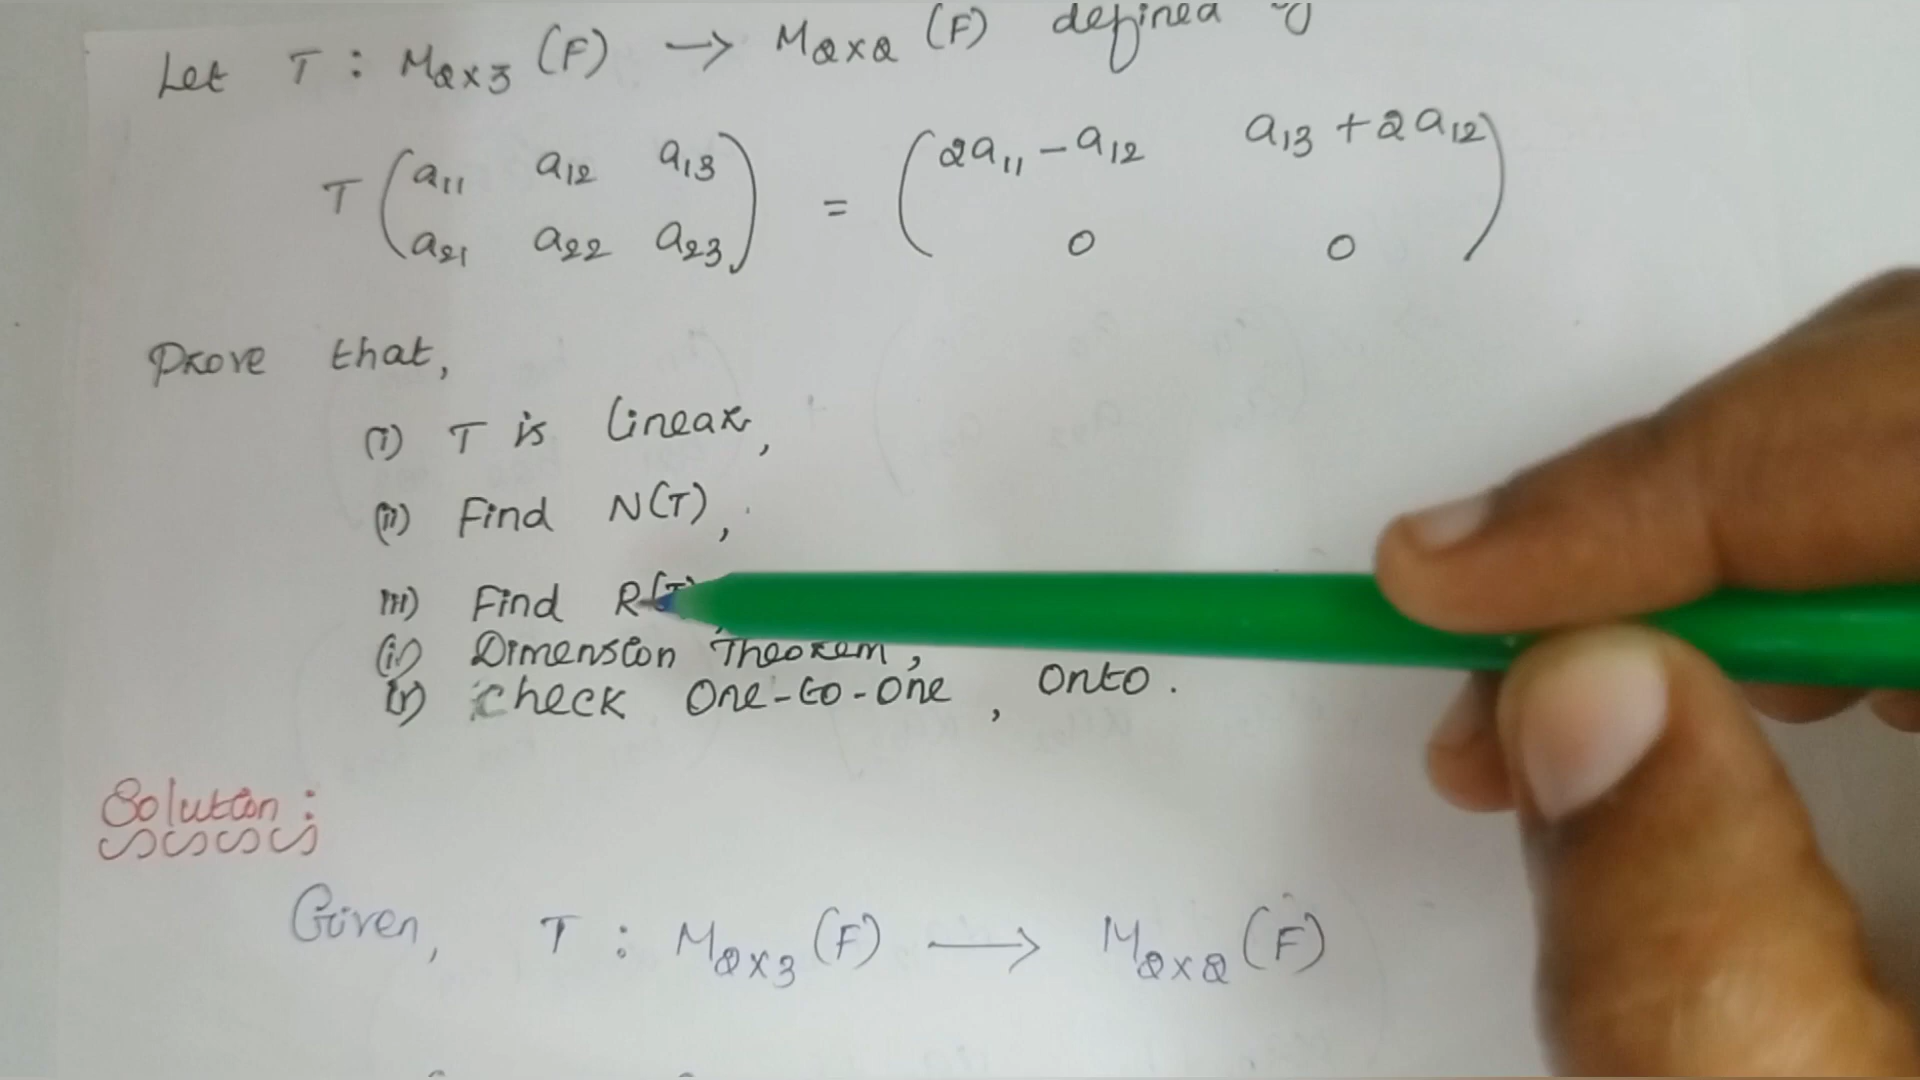 Let T : M2x3 (F) → M2x2 (F) defined
T ( a11 a12 a13 ) = ( 2a11 - a12 a13 + 2a12 )
( a21 a22 a23 ) ( 0 0 )
Prove that,
(i) T is linear,
(ii) Find N(T),
iii) Find R(T)
(iv) Dimension Theorem,
(v) check One-to-One, Onto.
Solution :
Given, T : M2x3 (F) → M2x2 (F)